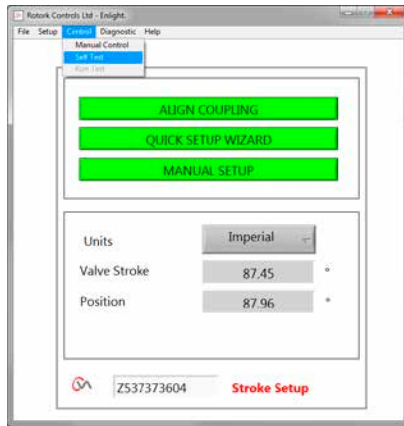 Rotork Controls Ltd - Enlight.
File Setup Control Diagnostic Help
Manual Control
Self Test
Run Test
ALIGN COUPLING
QUICK SETUP WIZARD
MANUAL SETUP
Units Imperial
Valve Stroke 87.45 °
Position 87.96 °
Z537373604 Stroke Setup